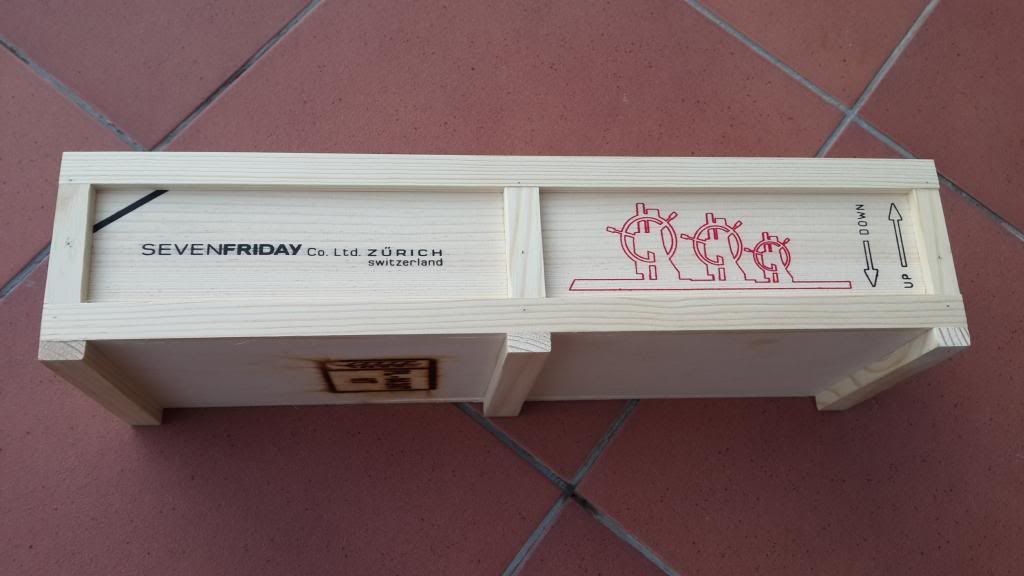 SEVENFRIDAY Co. Ltd. ZÜRICH
switzerland
DOWN
UP